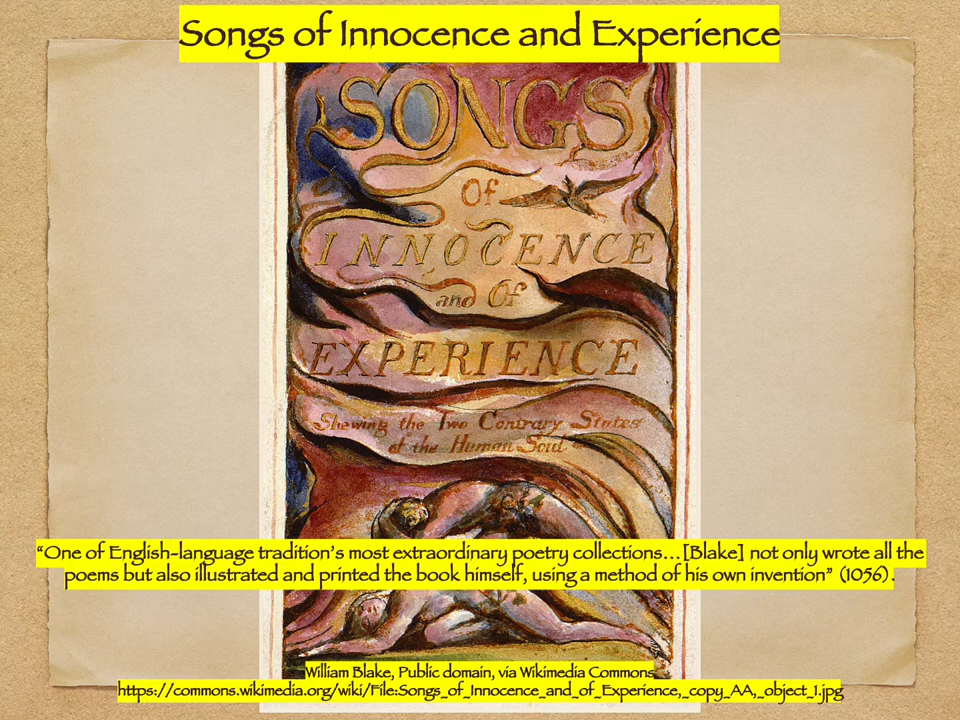 Songs of Innocence and Experience
SONGS
Of
INNOCENCE
and Of
EXPERIENCE
Shewing the Two Contrary States
of the Human Soul
“One of English-language tradition’s most extraordinary poetry collections…[Blake] not only wrote all the
poems but also illustrated and printed the book himself, using a method of his own invention” (1056).
William Blake, Public domain, via Wikimedia Commons
https://commons.wikimedia.org/wiki/File:Songs_of_Innocence_and_of_Experience,_copy_AA,_object_1.jpg